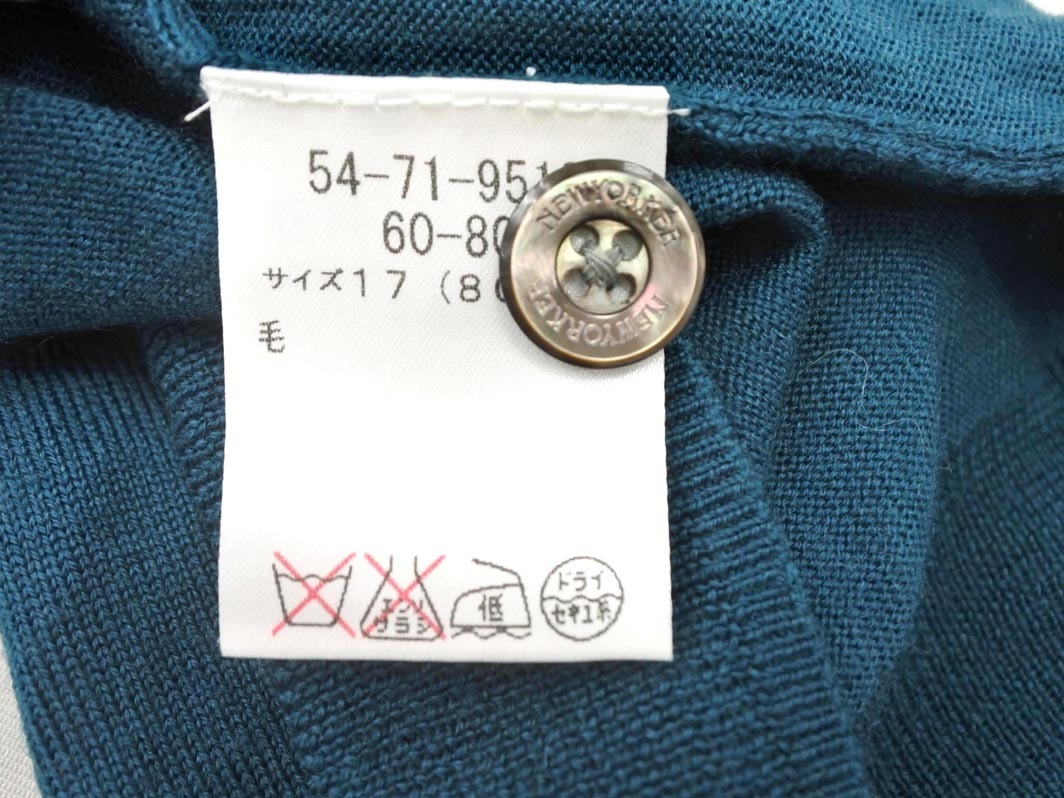 54-71-951
60-80
サイズ17 (80
毛
NEWYORKER
NEWYORKER
エンソ
サラシ
低
ドライ
セキユ系